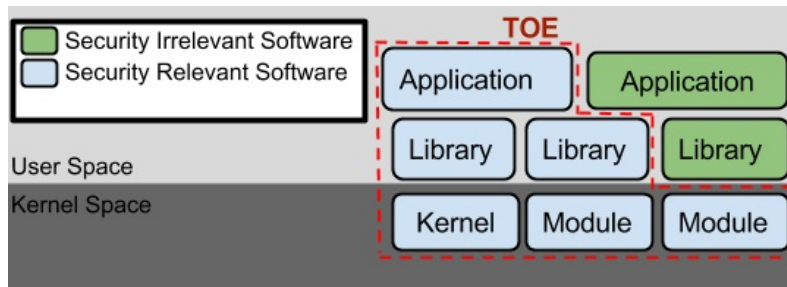 TOE
Security Irrelevant Software
Security Relevant Software
Application
Application
Library
Library
Library
User Space
Kernel Space
Kernel
Module
Module